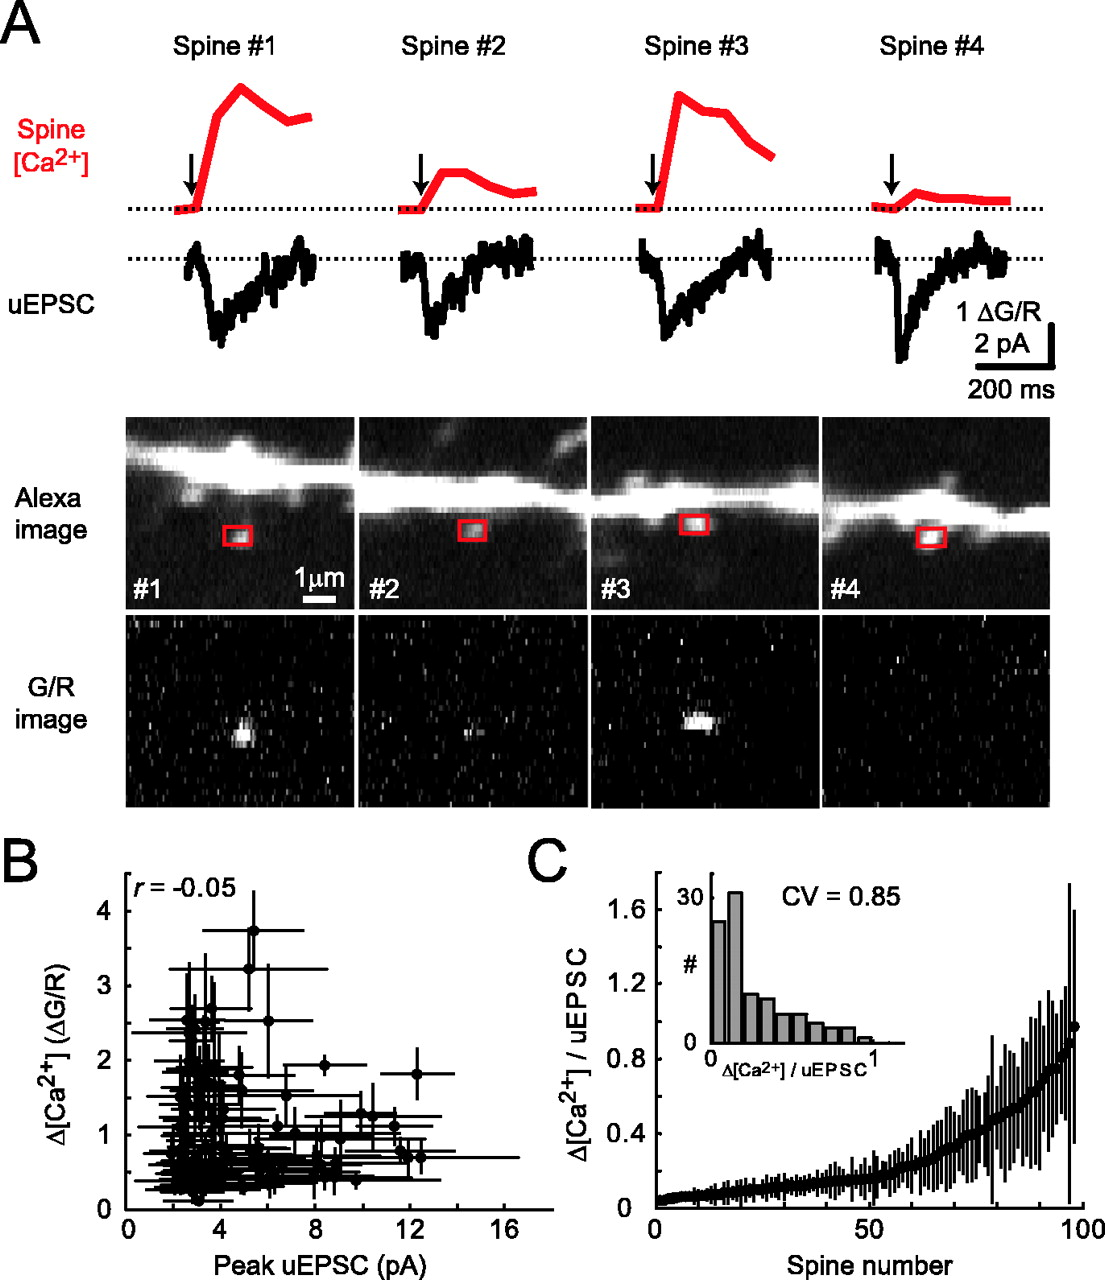 A
Spine #1
Spine #2
Spine #3
Spine #4
Spine
[Ca2+]
uEPSC
1 ΔG/R
2 pA
200 ms
Alexa
image
#1
1μm
#2
#3
#4
G/R
image
B
r = -0.05
4
3
2
1
0
Δ[Ca2+] (ΔG/R)
0
4
8
12
16
Peak uEPSC (pA)
C
CV = 0.85
30
#
0
0
1
Δ[Ca2+] / uEPSC
1.6
1.2
0.8
0.4
0
Δ[Ca2+] / uEPSC
0
50
100
Spine number